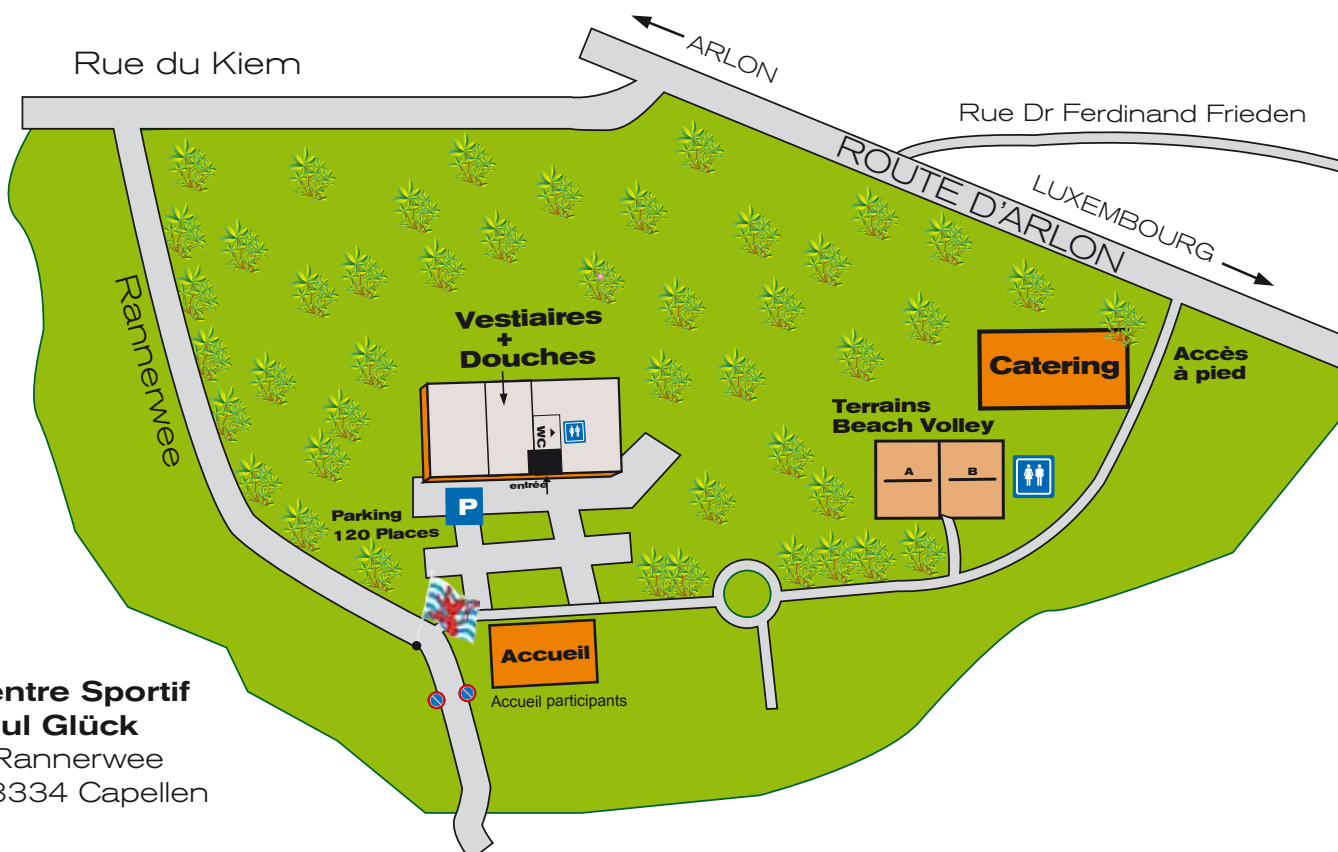 ARLON
Rue du Kiem
Rue Dr Ferdinand Frieden
ROUTE D'ARLON
LUXEMBOURG
Rannerwee
Vestiaires
+
Douches
Catering
Accès
à pied
Terrains
Beach Volley
A
B
WC
entrée
P
Parking
120 Places
Accueil
Accueil participants
entre Sportif
ul Glück
Rannerwee
3334 Capellen